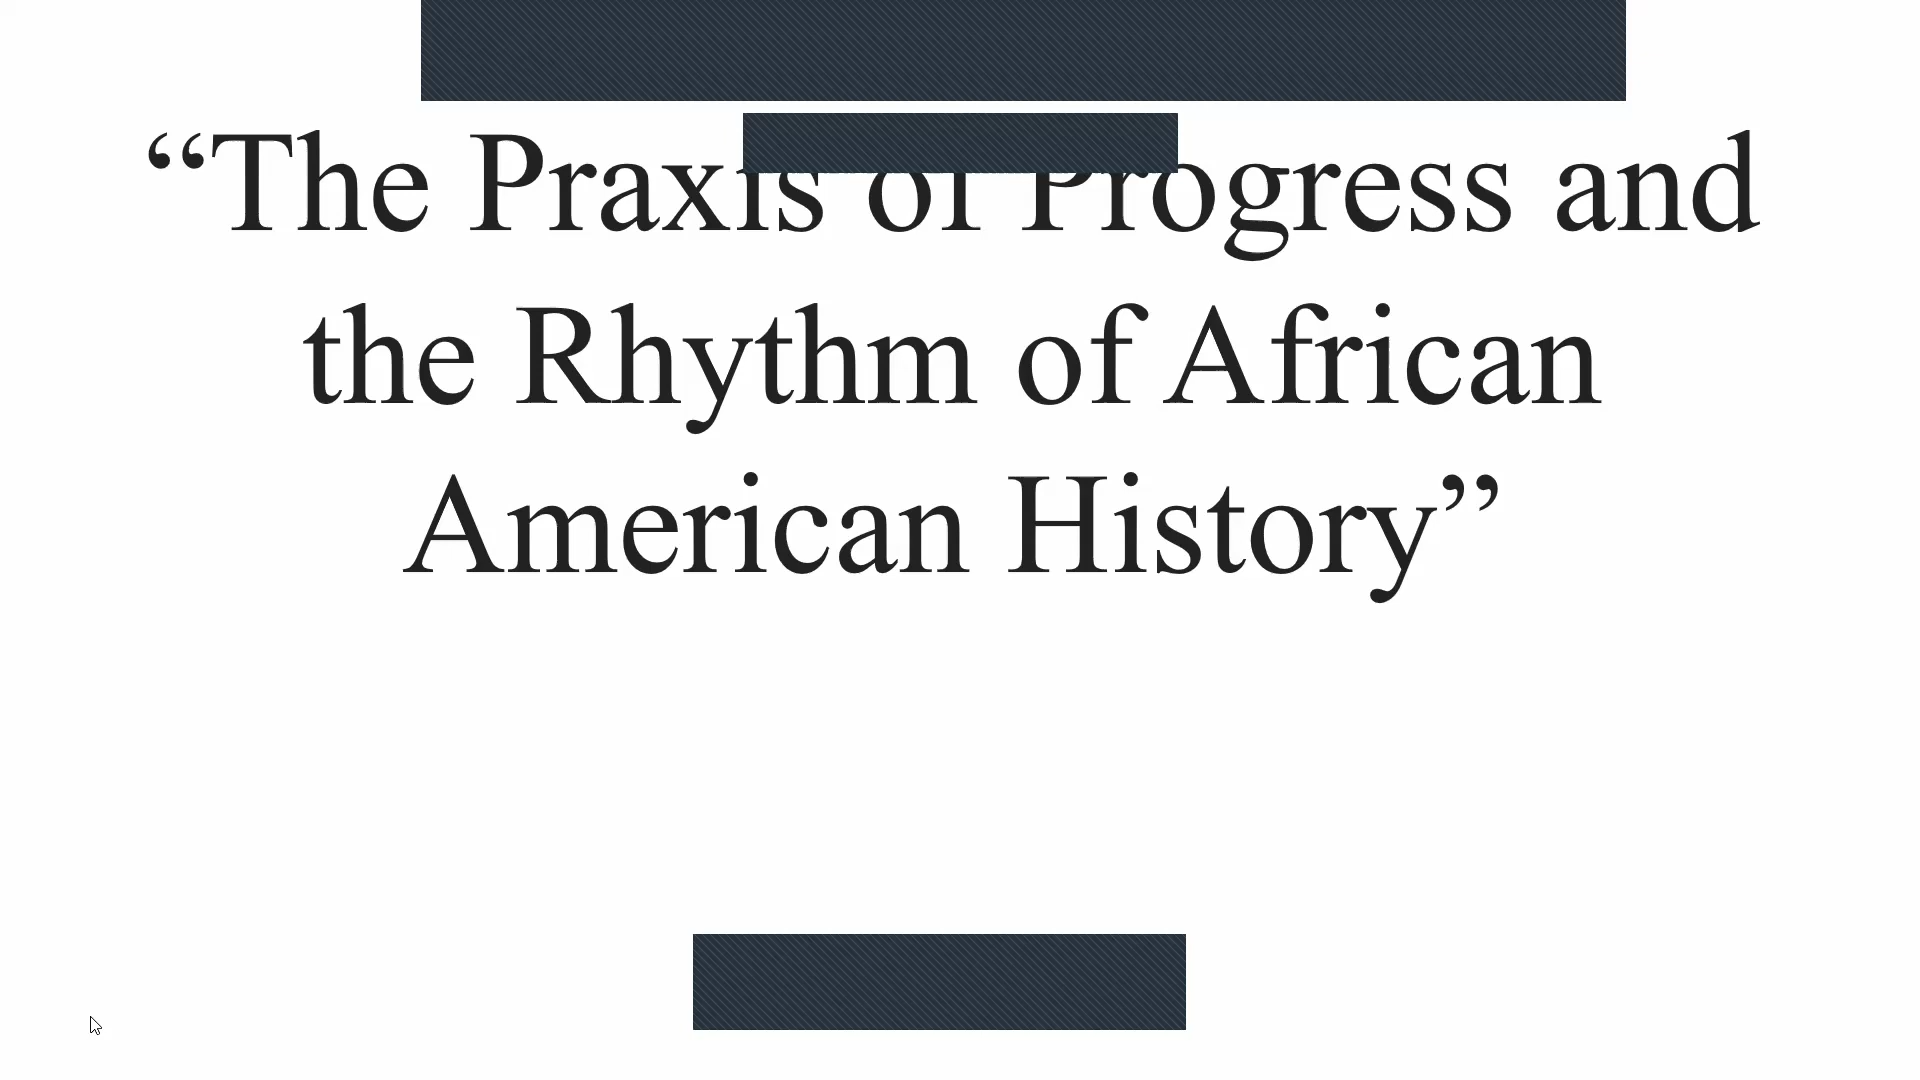 “The Praxis of Progress and
the Rhythm of African
American History”